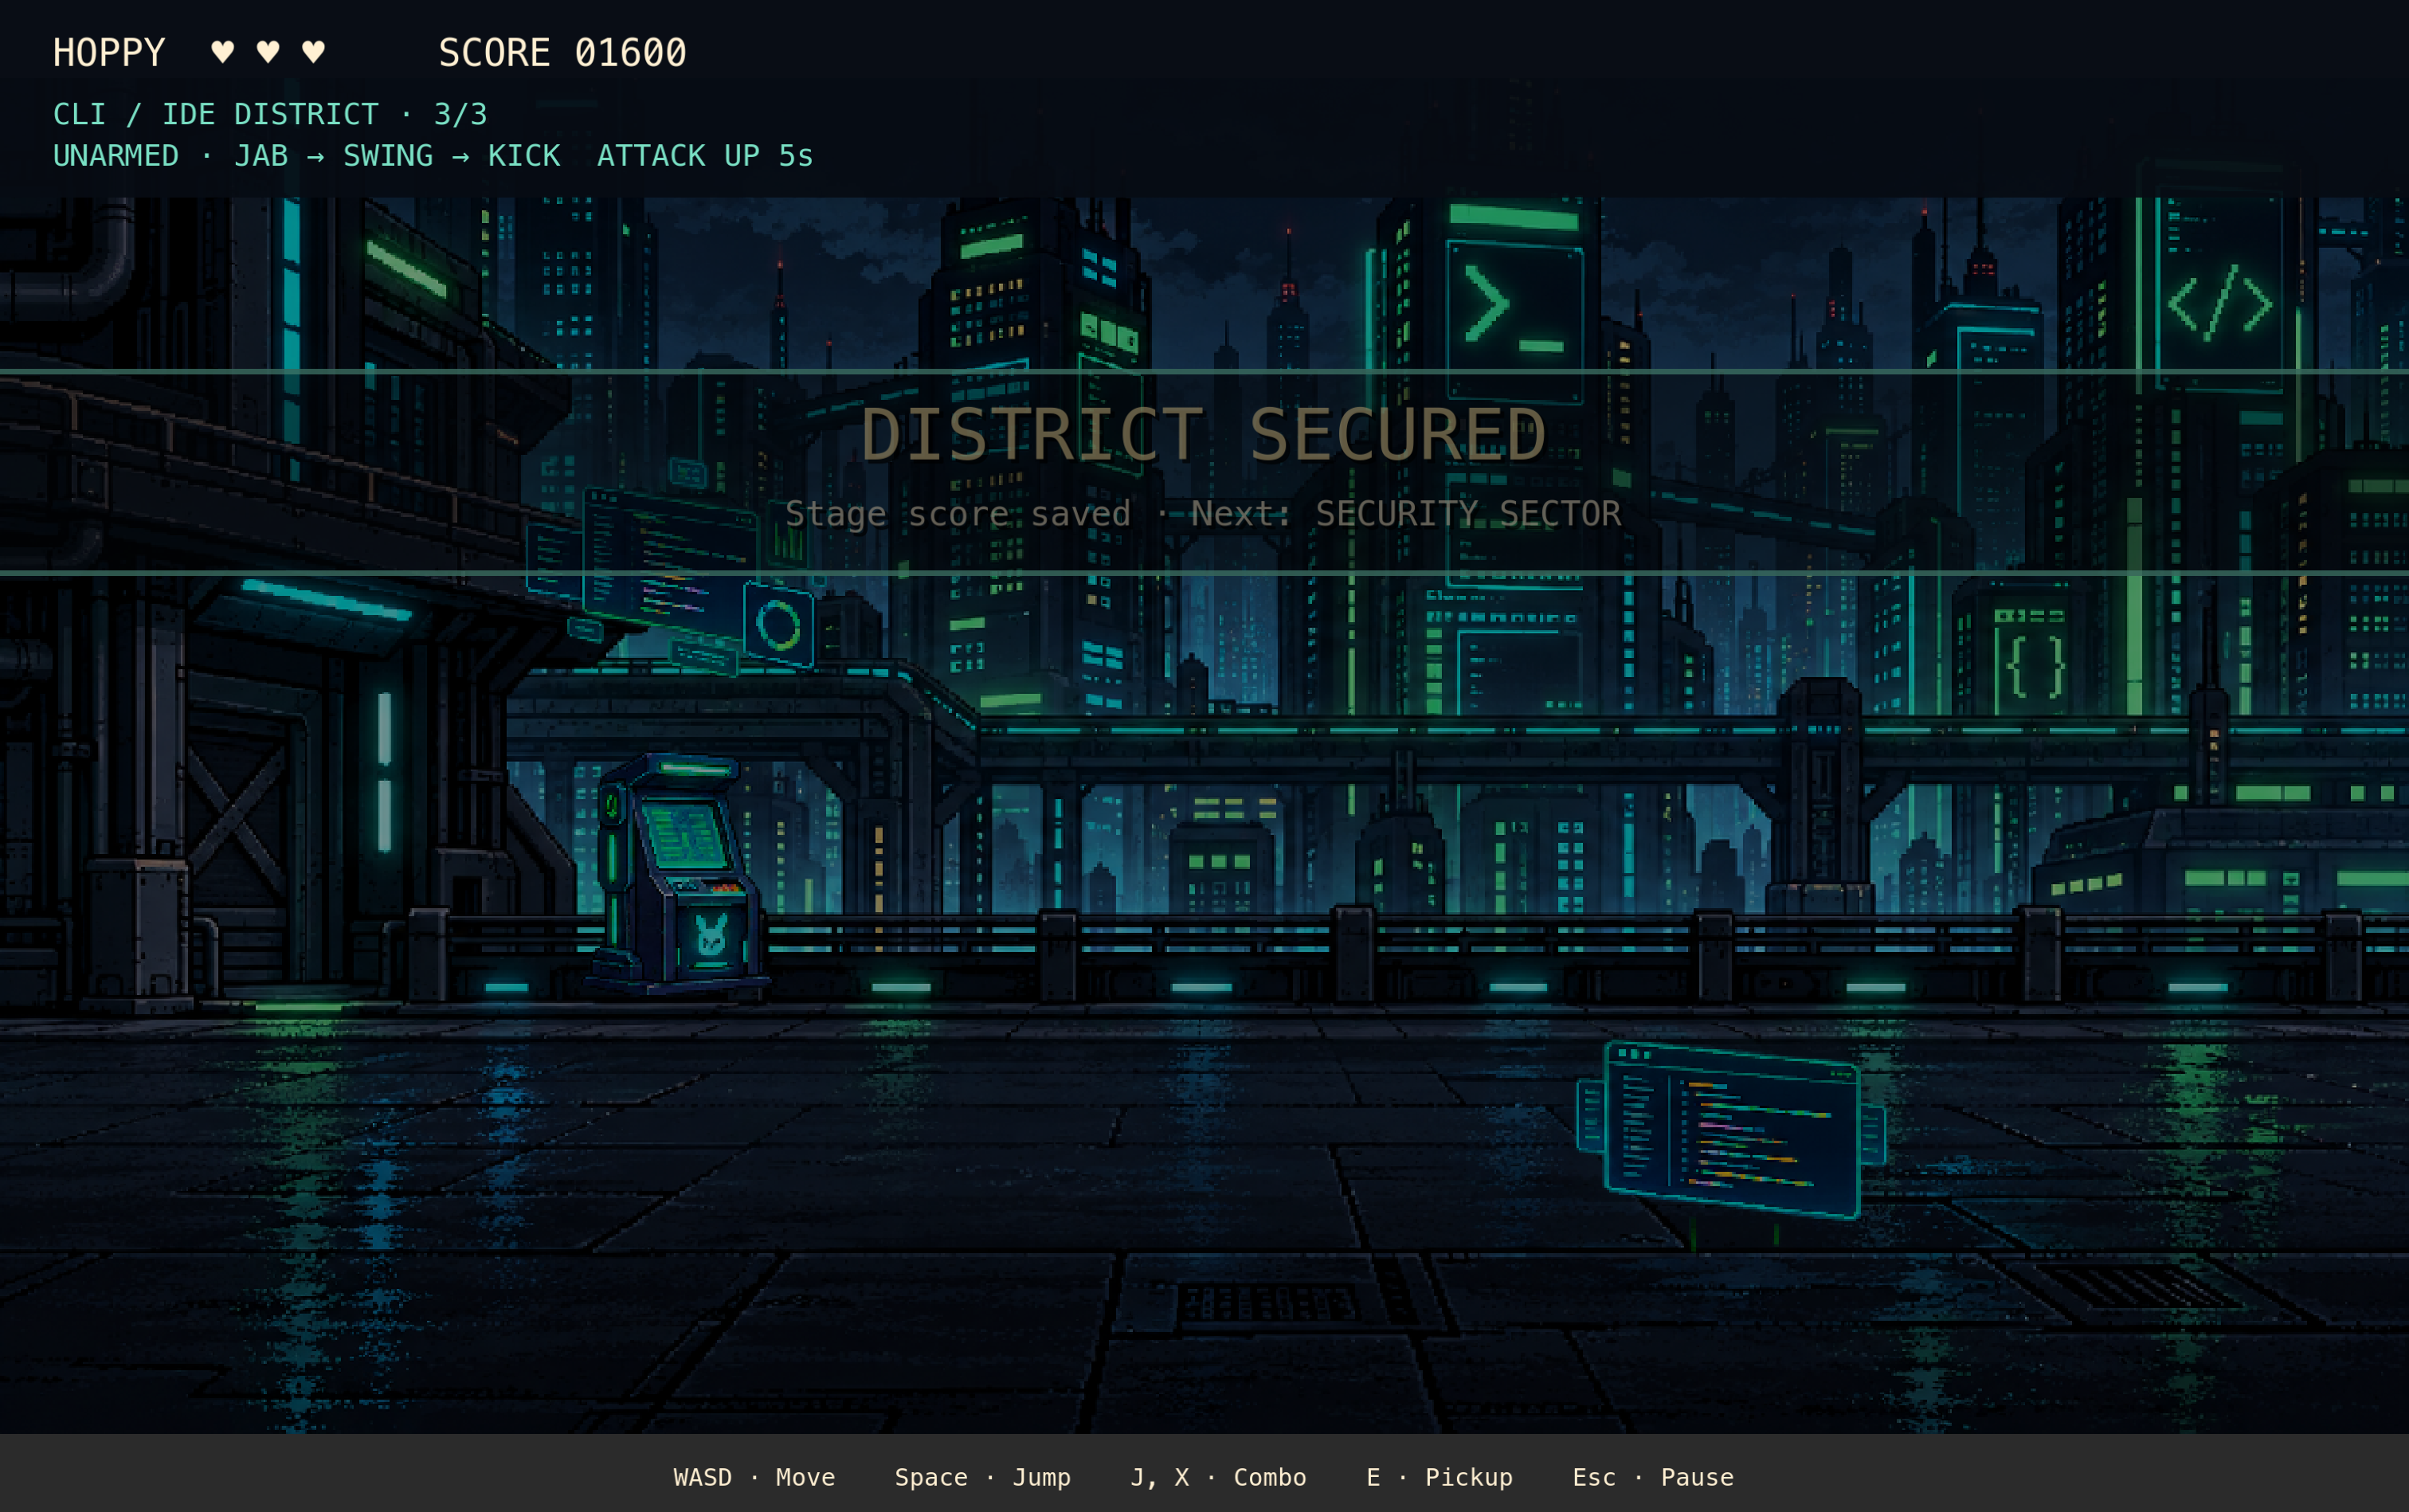 HOPPY ♥ ♥ ♥ SCORE 01600
CLI / IDE DISTRICT · 3/3
UNARMED · JAB → SWING → KICK ATTACK UP 5s
>_
</>
DISTRICT SECURED
Stage score saved · Next: SECURITY SECTOR
{}
WASD · Move Space · Jump J, X · Combo E · Pickup Esc · Pause